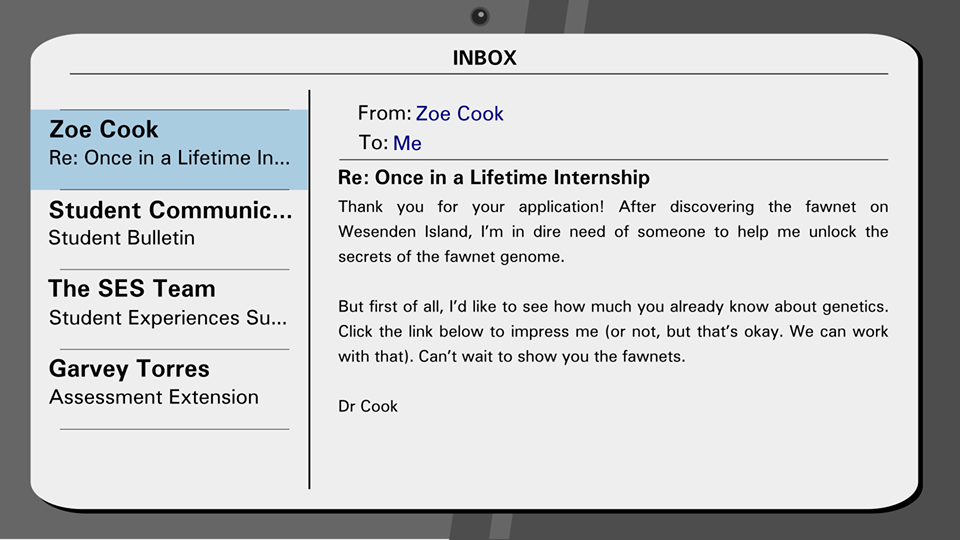 INBOX
Zoe Cook
Re: Once in a Lifetime In...
Student Communic...
Student Bulletin
The SES Team
Student Experiences Su...
Garvey Torres
Assessment Extension
From: Zoe Cook
To: Me
Re: Once in a Lifetime Internship
Thank you for your application! After discovering the fawnet on
Wesenden Island, I'm in dire need of someone to help me unlock the
secrets of the fawnet genome.
But first of all, I'd like to see how much you already know about genetics.
Click the link below to impress me (or not, but that's okay. We can work
with that). Can't wait to show you the fawnets.
Dr Cook